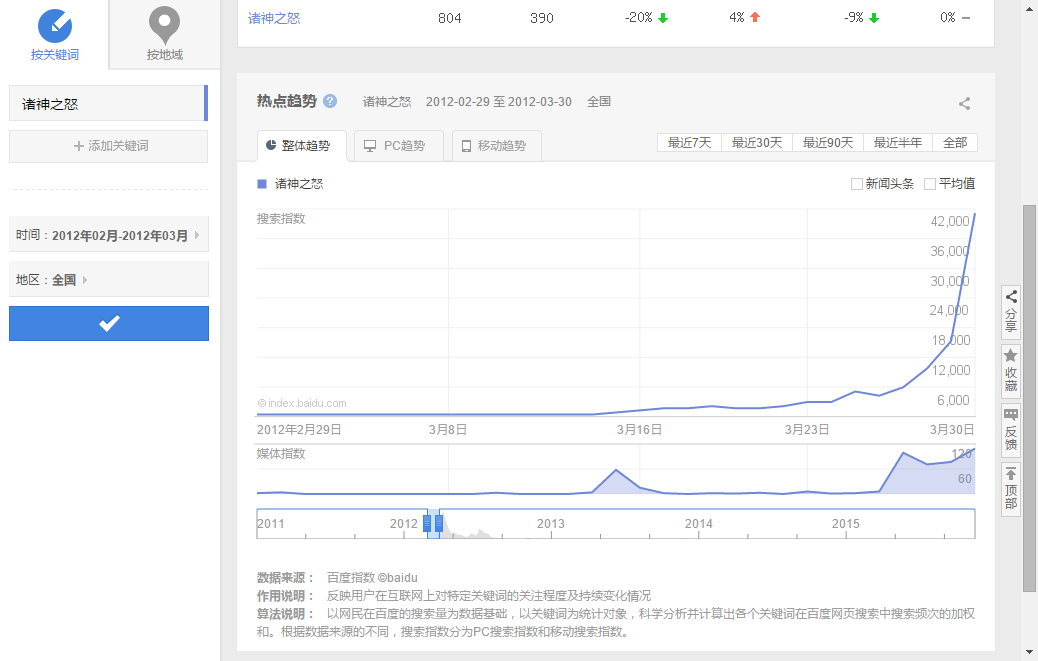 按关键词
按地域
诸神之怒
添加关键词
时间：2012年02月-2012年03月
地区：全国
诸神之怒 804 390 -20% 4% -9% 0%
热点趋势 ? 诸神之怒 2012-02-29 至 2012-03-30 全国
整体趋势 PC趋势 移动趋势 最近7天 最近30天 最近90天 最近半年 全部
诸神之怒 新闻头条 平均值
搜索指数
42,000
36,000
30,000
24,000
18,000
12,000
6,000
©index.baidu.com
2012年2月29日 3月8日 3月16日 3月23日 3月30日
媒体指数
120
60
2011 2012 2013 2014 2015
数据来源： 百度指数 ©baidu
作用说明： 反映用户在互联网上对特定关键词的关注程度及持续变化情况
算法说明： 以网民在百度的搜索量为数据基础，以关键词为统计对象，科学分析并计算出各个关键词在百度网页搜索中搜索频次的加权
和。根据数据来源的不同，搜索指数分为PC搜索指数和移动搜索指数。
分享
收藏
反馈
顶部